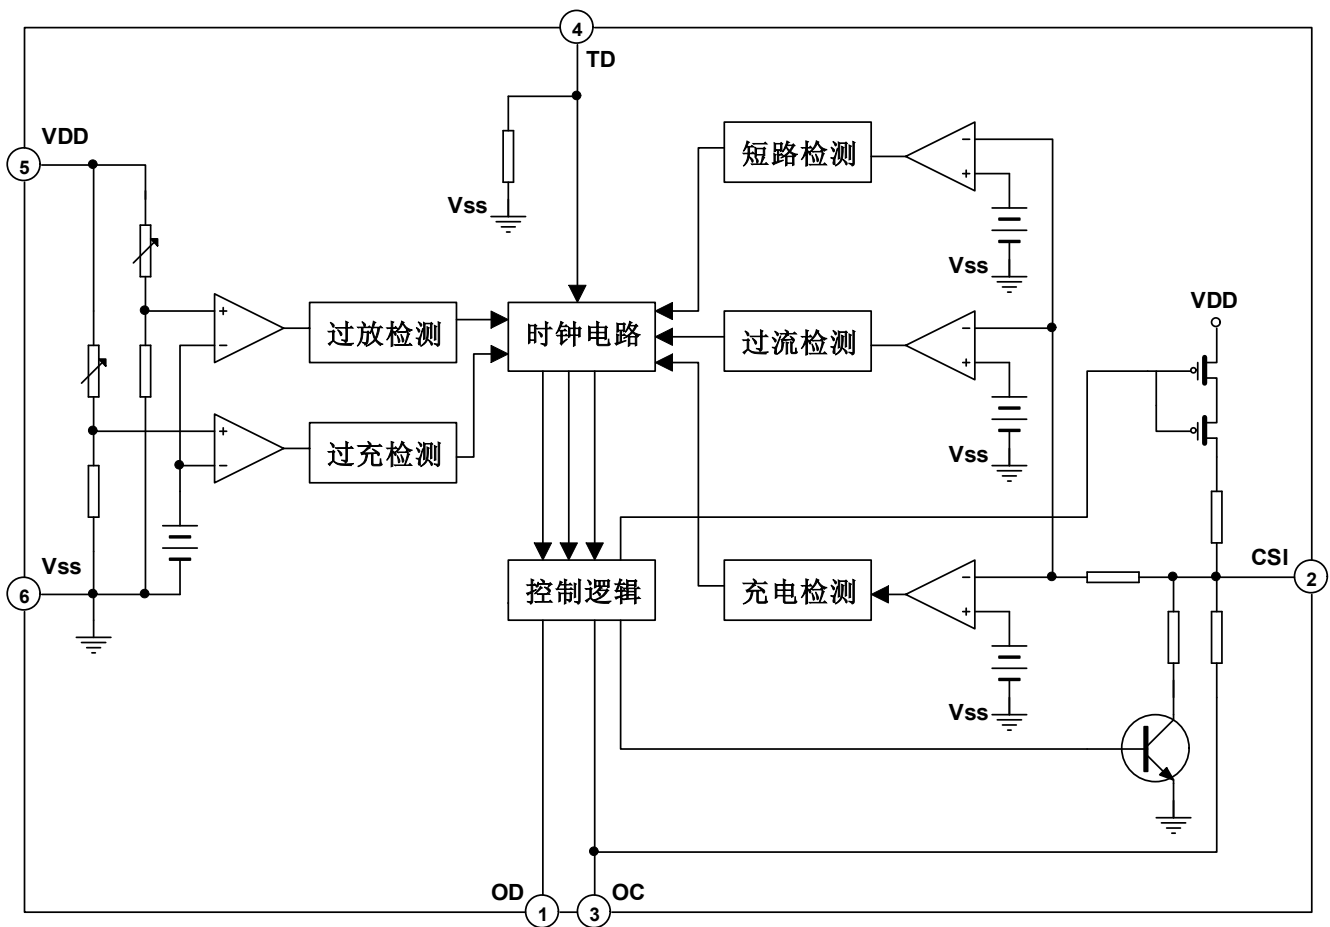 4
TD
VDD
5
短路检测
−
+
Vss
Vss
VDD
+
−
过放检测
时钟电路
过流检测
−
+
+
−
过充检测
Vss
Vss
6
控制逻辑
充电检测
−
+
CSI
2
Vss
OD
1
OC
3